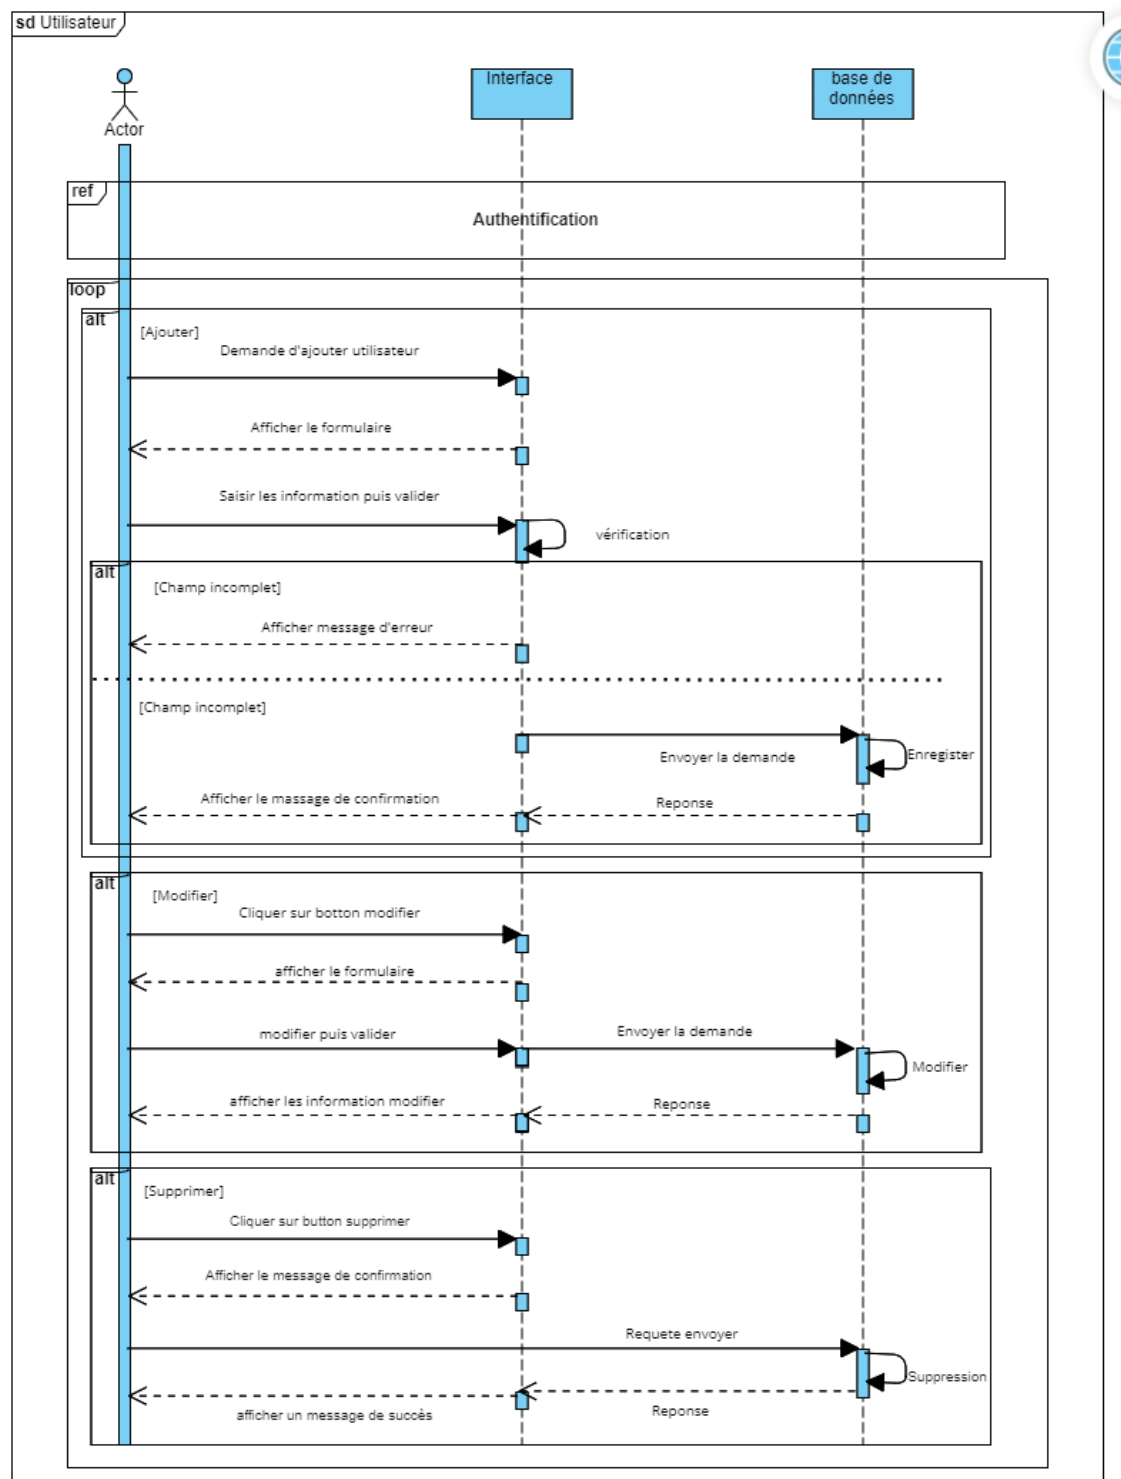 sd Utilisateur
Interface
base de
données
Actor
ref
Authentification
loop
alt
[Ajouter]
Demande d'ajouter utilisateur
Afficher le formulaire
Saisir les information puis valider
vérification
alt
[Champ incomplet]
Afficher message d'erreur
[Champ incomplet]
Envoyer la demande
Enregister
Afficher le massage de confirmation
Reponse
alt
[Modifier]
Cliquer sur botton modifier
afficher le formulaire
modifier puis valider
Envoyer la demande
Modifier
afficher les information modifier
Reponse
alt
[Supprimer]
Cliquer sur button supprimer
Afficher le message de confirmation
Requete envoyer
Suppression
afficher un message de succès
Reponse